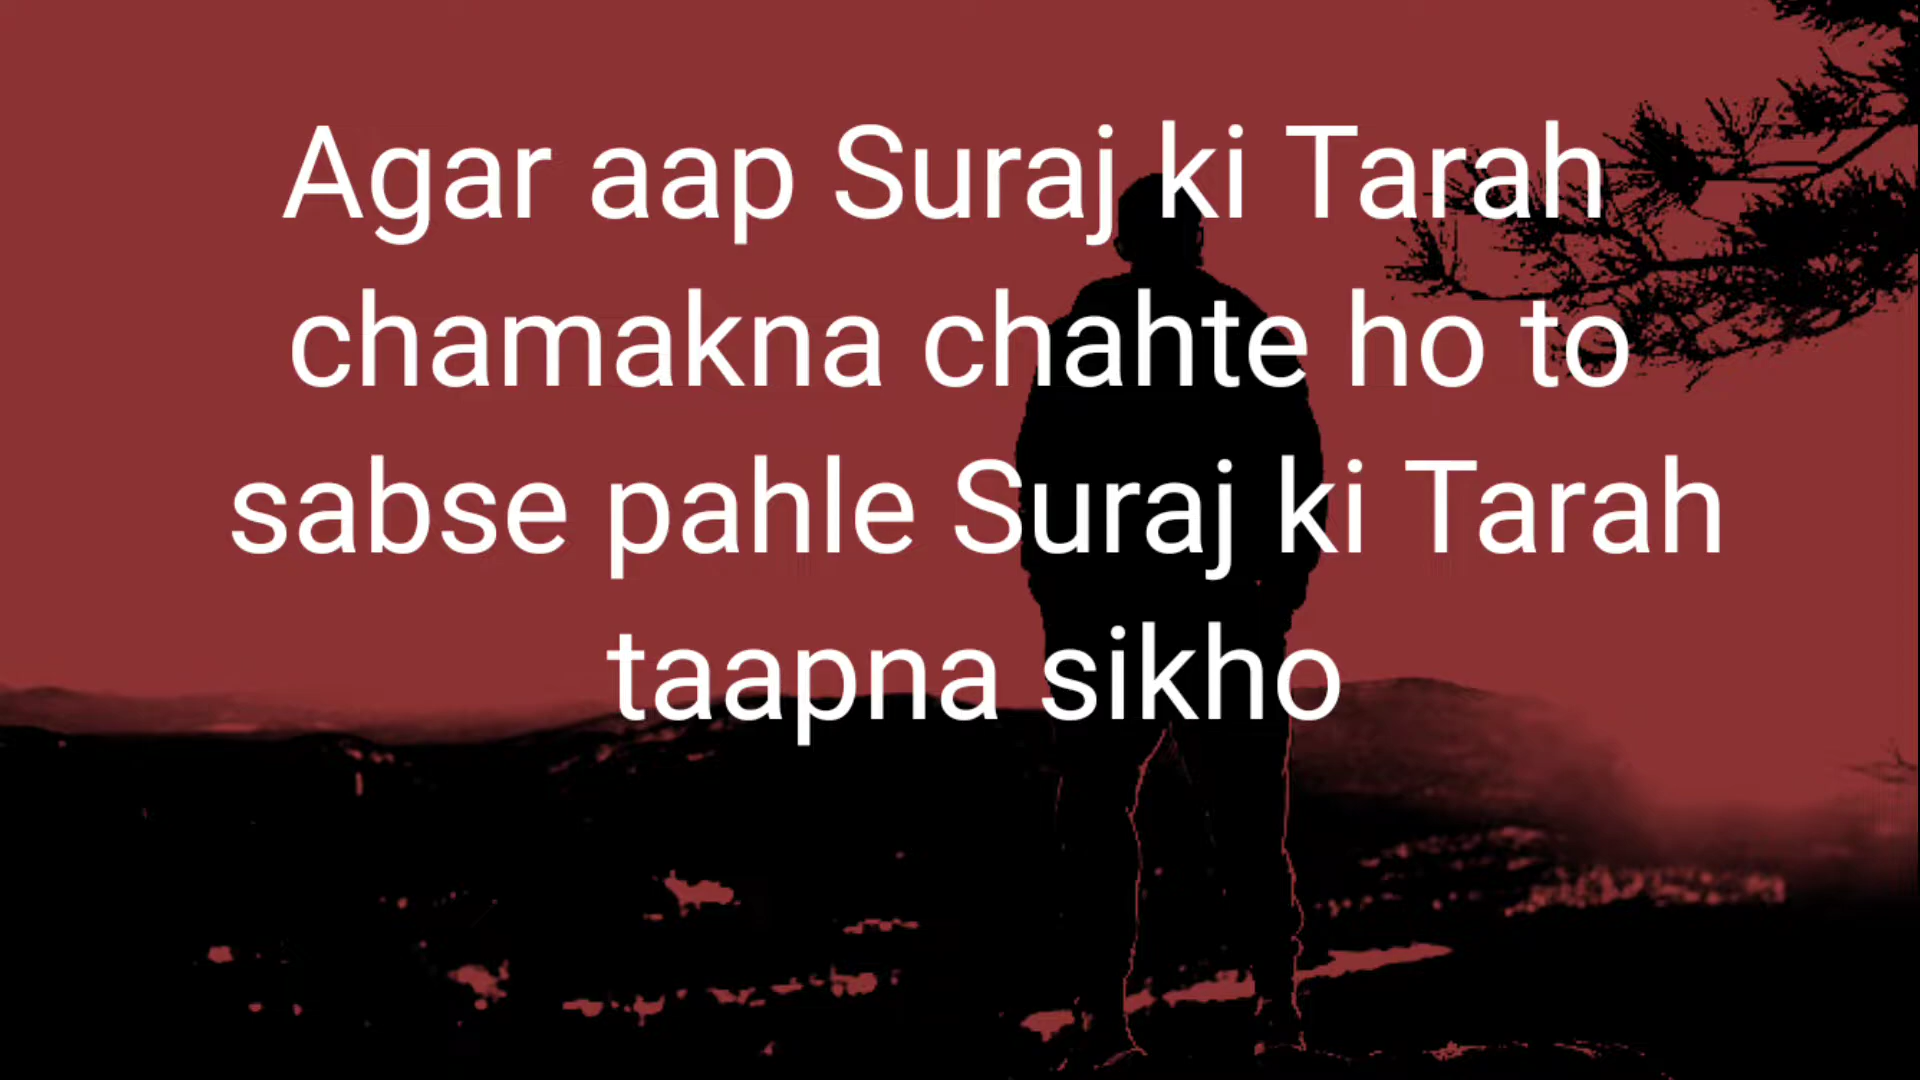 Agar aap Suraj ki Tarah
chamakna chahte ho to
sabse pahle Suraj ki Tarah
taapna sikho